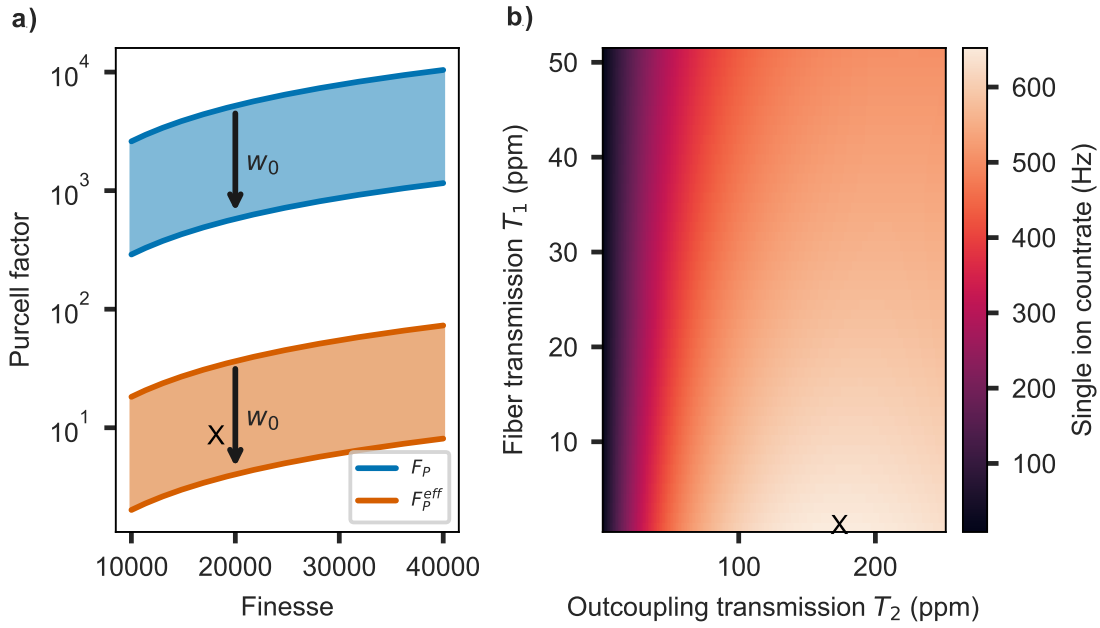 a)
Purcell factor
10^4
10^3
10^2
10^1
w_0
w_0
X
F_P
F_P^{eff}
10000 20000 30000 40000
Finesse
b)
Fiber transmission T_1 (ppm)
50
40
30
20
10
X
100 200
Outcoupling transmission T_2 (ppm)
600
500
400
300
200
100
Single ion countrate (Hz)